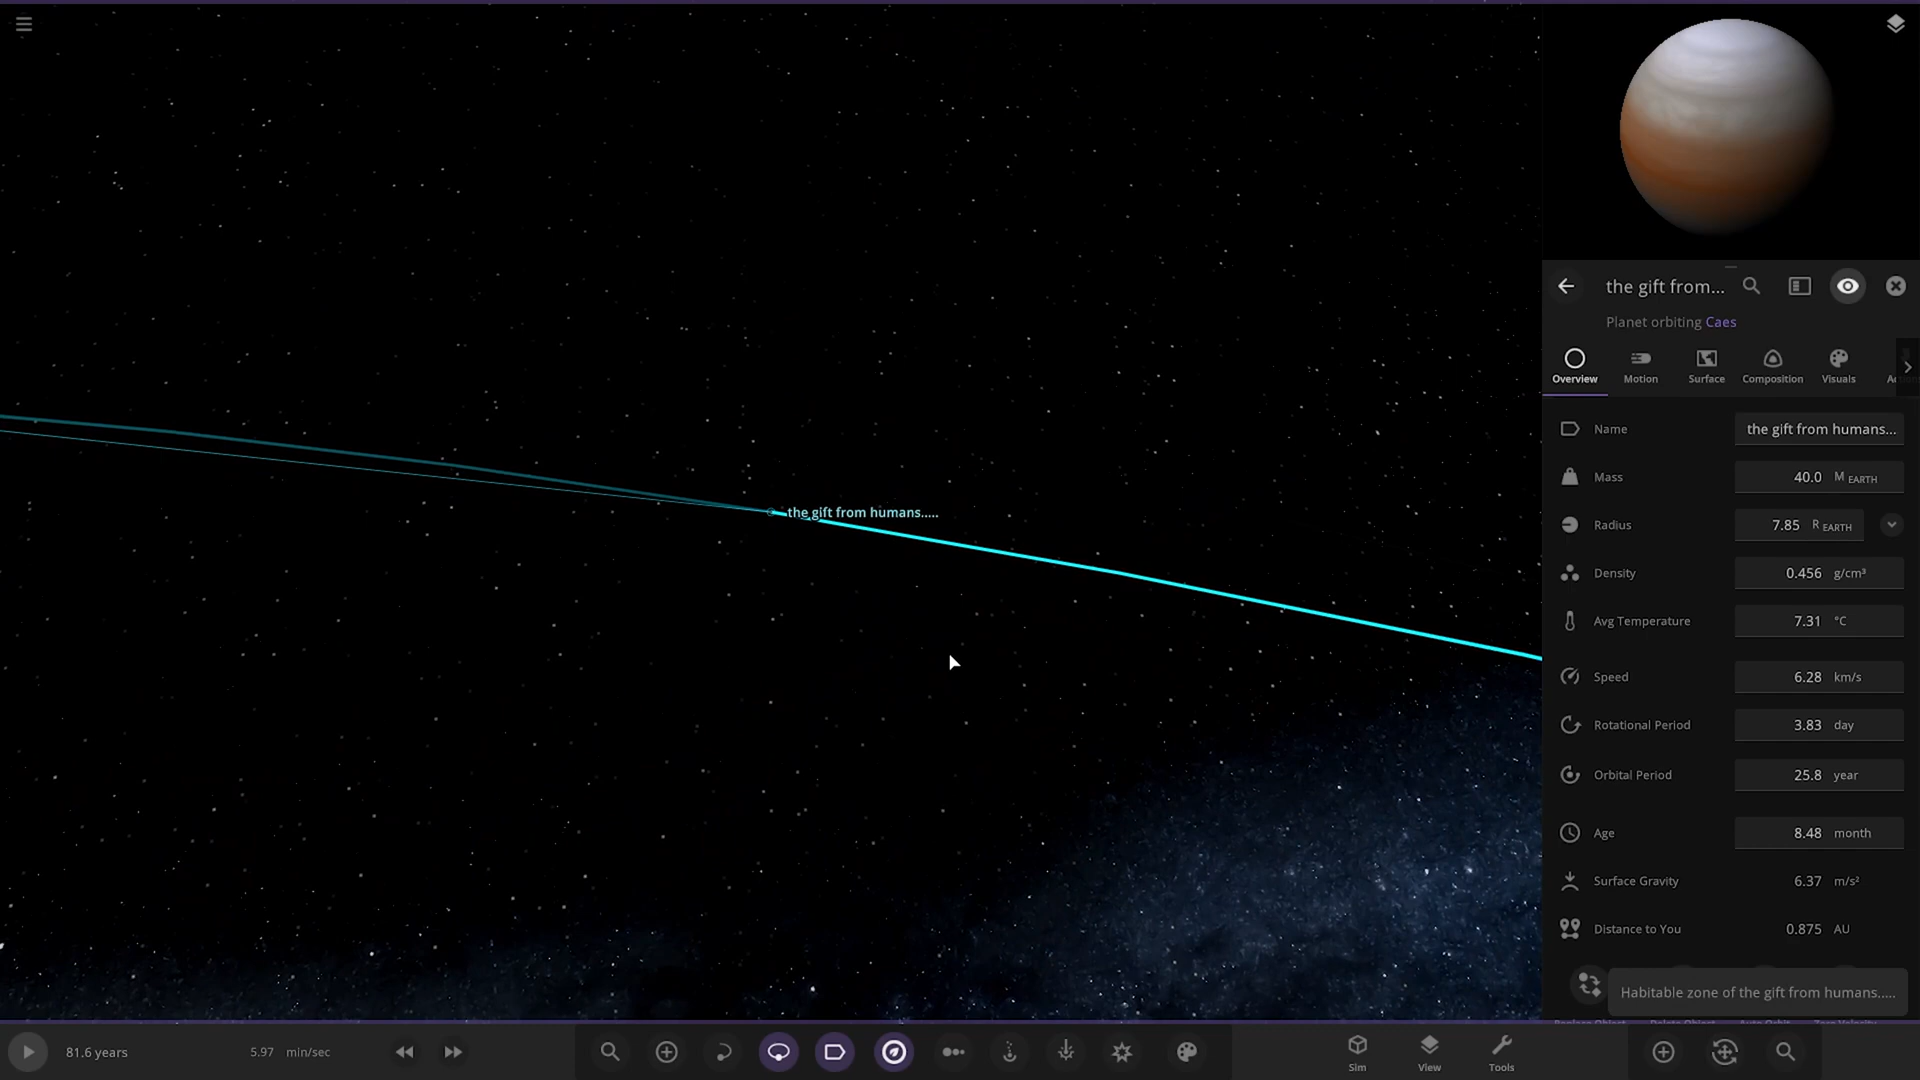 the gift from...
Planet orbiting Caes
Overview
Motion
Surface
Composition
Visuals
Name the gift from humans...
Mass 40.0 M EARTH
Radius 7.85 R EARTH
Density 0.456 g/cm³
Avg Temperature 7.31 °C
Speed 6.28 km/s
Rotational Period 3.83 day
Orbital Period 25.8 year
Age 8.48 month
Surface Gravity 6.37 m/s²
Distance to You 0.875 AU
Habitable zone of the gift from humans.....
the gift from humans.....
81.6 years
5.97 min/sec
Sim
View
Tools